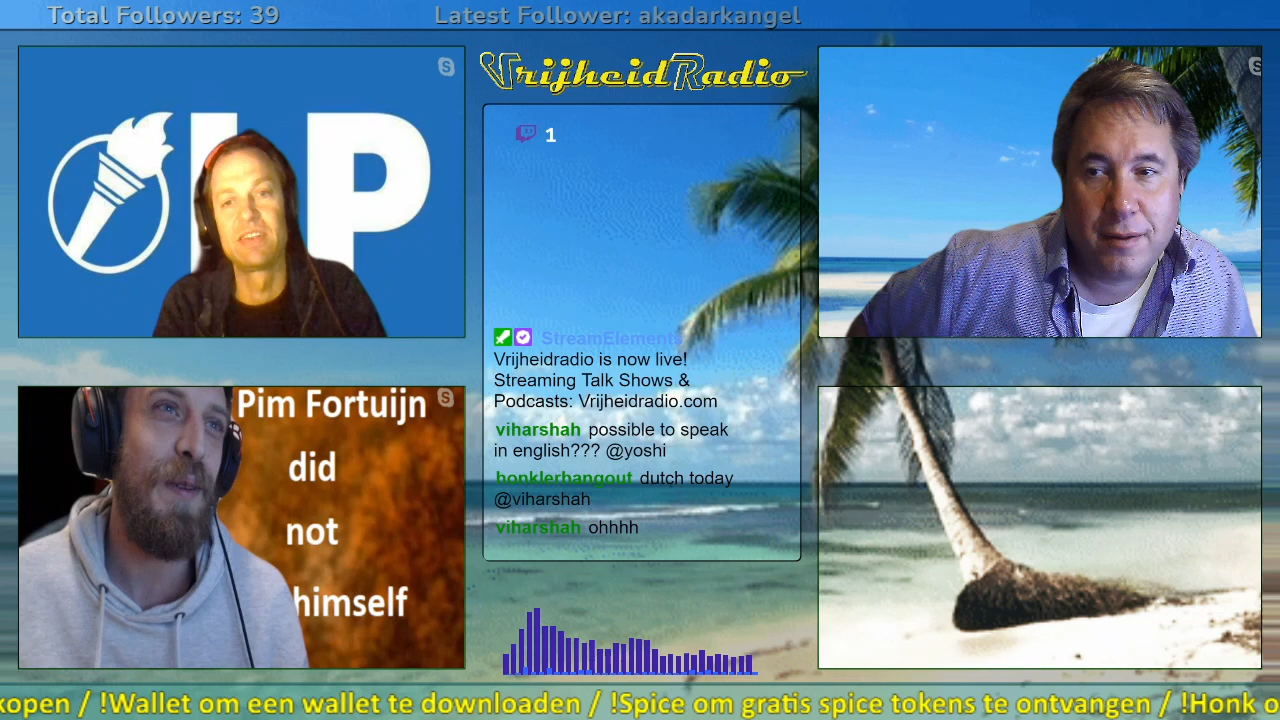 Total Followers: 39
Latest Follower: akadarkangel
VrijheidRadio
LP
1
StreamElements
Vrijheidradio is now live!
Streaming Talk Shows &
Podcasts: Vrijheidradio.com
viharshah possible to speak
in english??? @yoshi
honklerhangout dutch today
@viharshah
viharshah ohhhh
Pim Fortuijn
did
not
himself
kopen / !Wallet om een wallet te downloaden / !Spice om gratis spice tokens te ontvangen / !Honk o